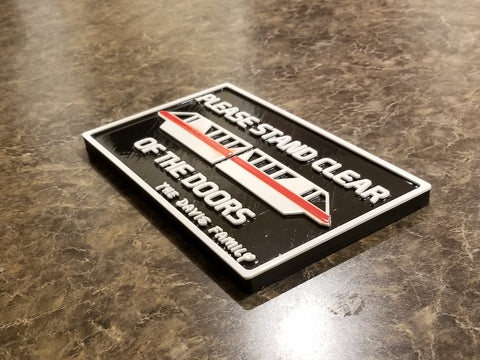 PLEASE STAND CLEAR
OF THE DOORS
THE DAVIS FAMILY